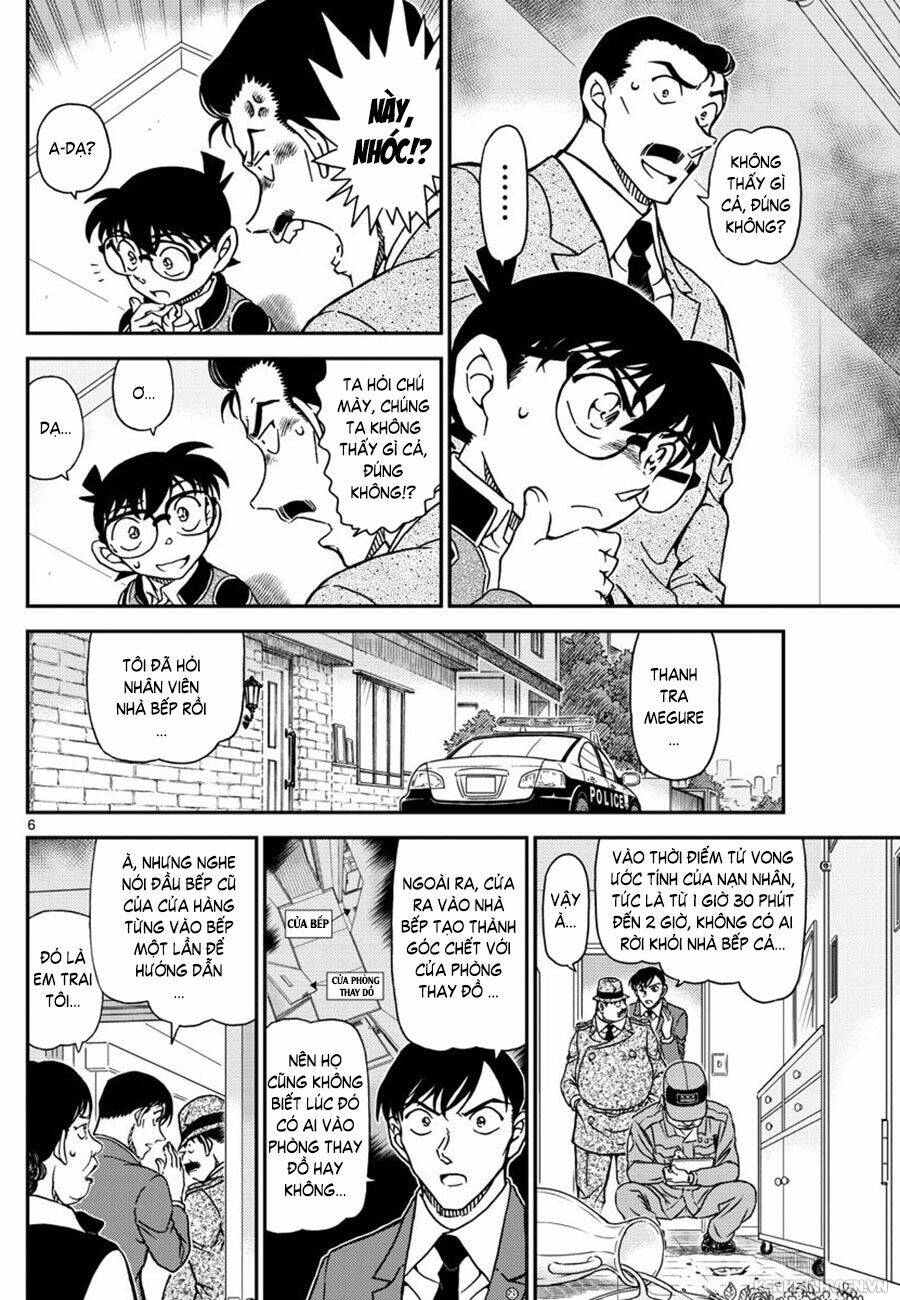 KHÔNG
THẤY GÌ
CẢ, ĐÚNG
KHÔNG?
......
NÀY,
NHÓC!?
A-DẠ?
TA HỎI CHÚ
MÀY, CHÚNG
TA KHÔNG
THẤY GÌ CẢ,
ĐÚNG
KHÔNG!?
Ơ...
DẠ...
THANH
TRA
MEGURE
...
TÔI ĐÃ HỎI
NHÂN VIÊN
NHÀ BẾP RỒI
...
POLICE
6
VÀO THỜI ĐIỂM TỬ VONG
ƯỚC TÍNH CỦA NẠN NHÂN,
TỨC LÀ TỪ 1 GIỜ 30 PHÚT
ĐẾN 2 GIỜ, KHÔNG CÓ AI
RỜI KHỎI NHÀ BẾP CẢ...
VẬY
À...
NGOÀI RA, CỬA
RA VÀO NHÀ
BẾP TẠO THÀNH
GÓC CHẾT VỚI
CỬA PHÒNG
THAY ĐỒ ...
CỬA BẾP
CỬA PHÒNG
THAY ĐỒ
NÊN HỌ
CŨNG KHÔNG
BIẾT LÚC ĐÓ
CÓ AI VÀO
PHÒNG THAY
ĐỒ HAY
KHÔNG...
À, NHƯNG NGHE
NÓI ĐẦU BẾP CŨ
CỦA CỬA HÀNG
TỪNG VÀO BẾP
MỘT LẦN ĐỂ
HƯỚNG DẪN
...
ĐÓ LÀ
EM TRAI
TÔI...